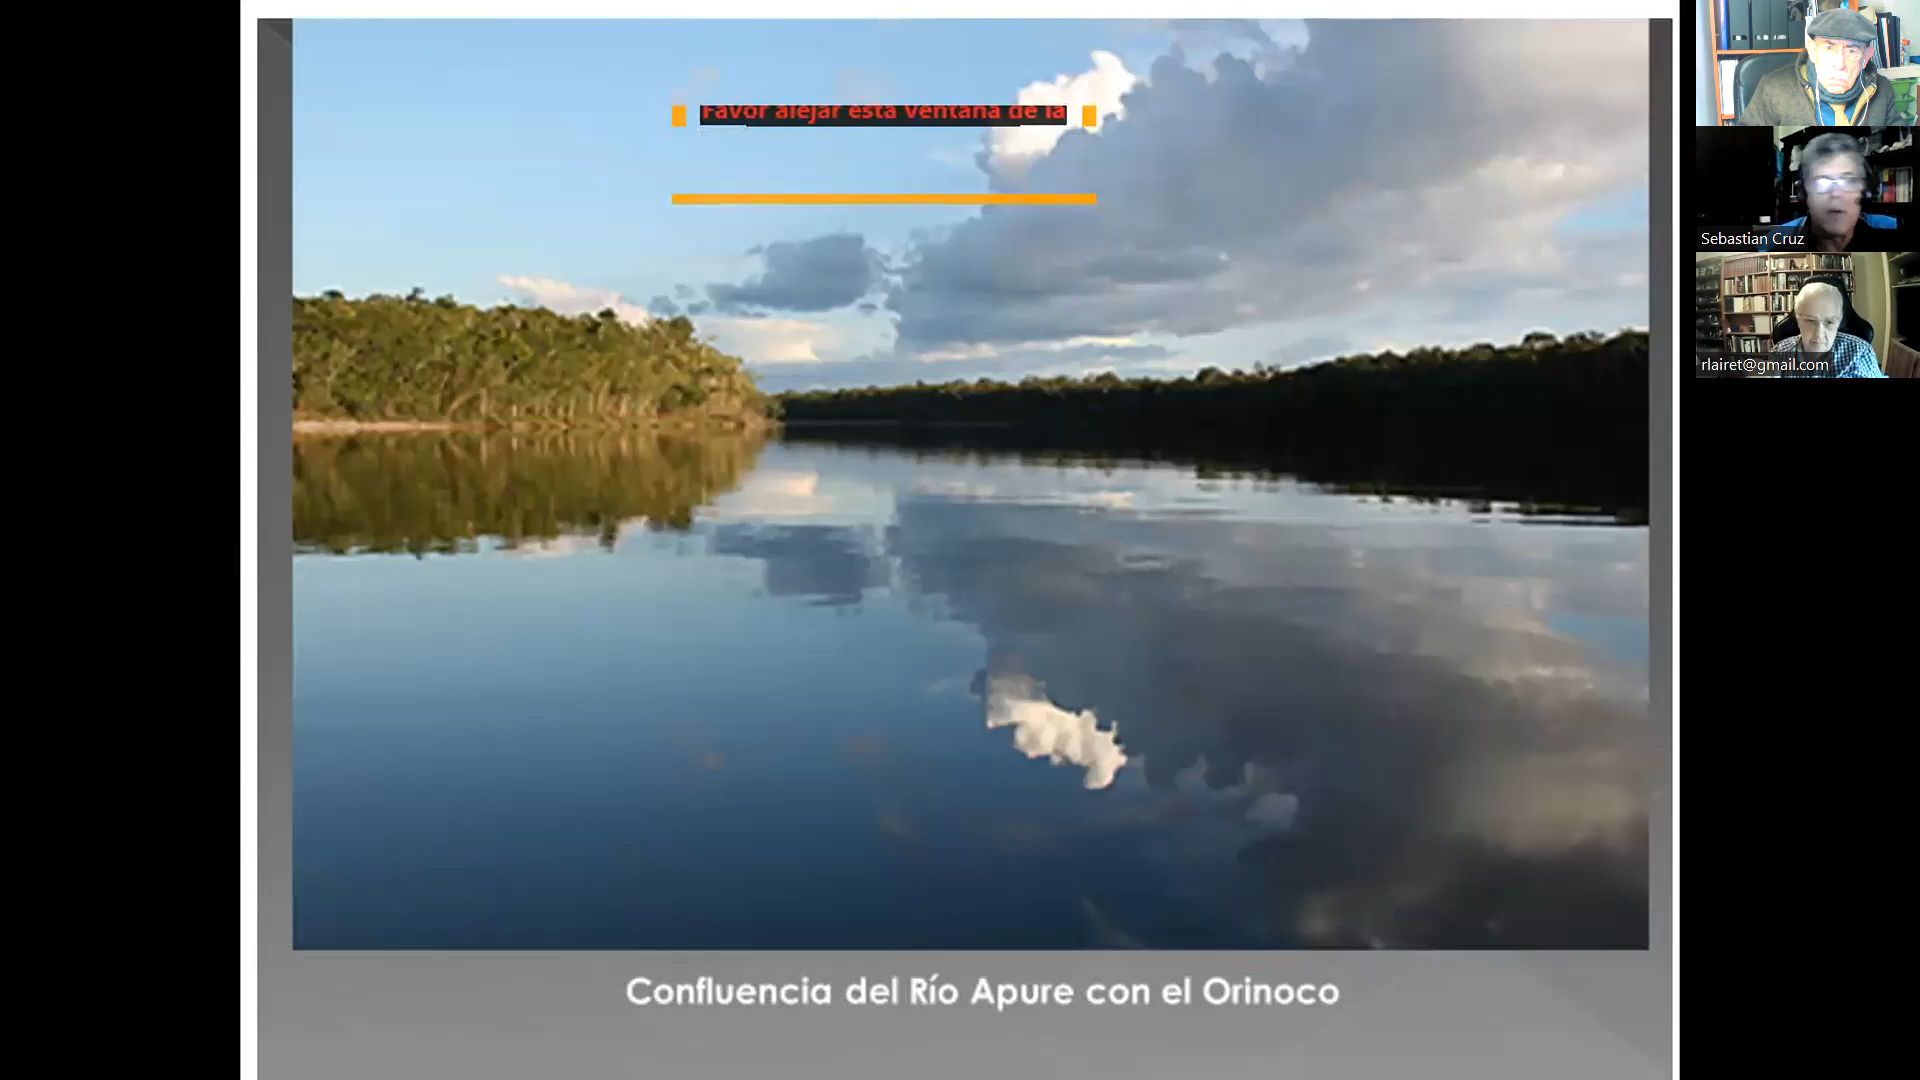 Favor alejar esta ventana de la
Sebastian Cruz
rlairet@gmail.com
Confluencia del Río Apure con el Orinoco